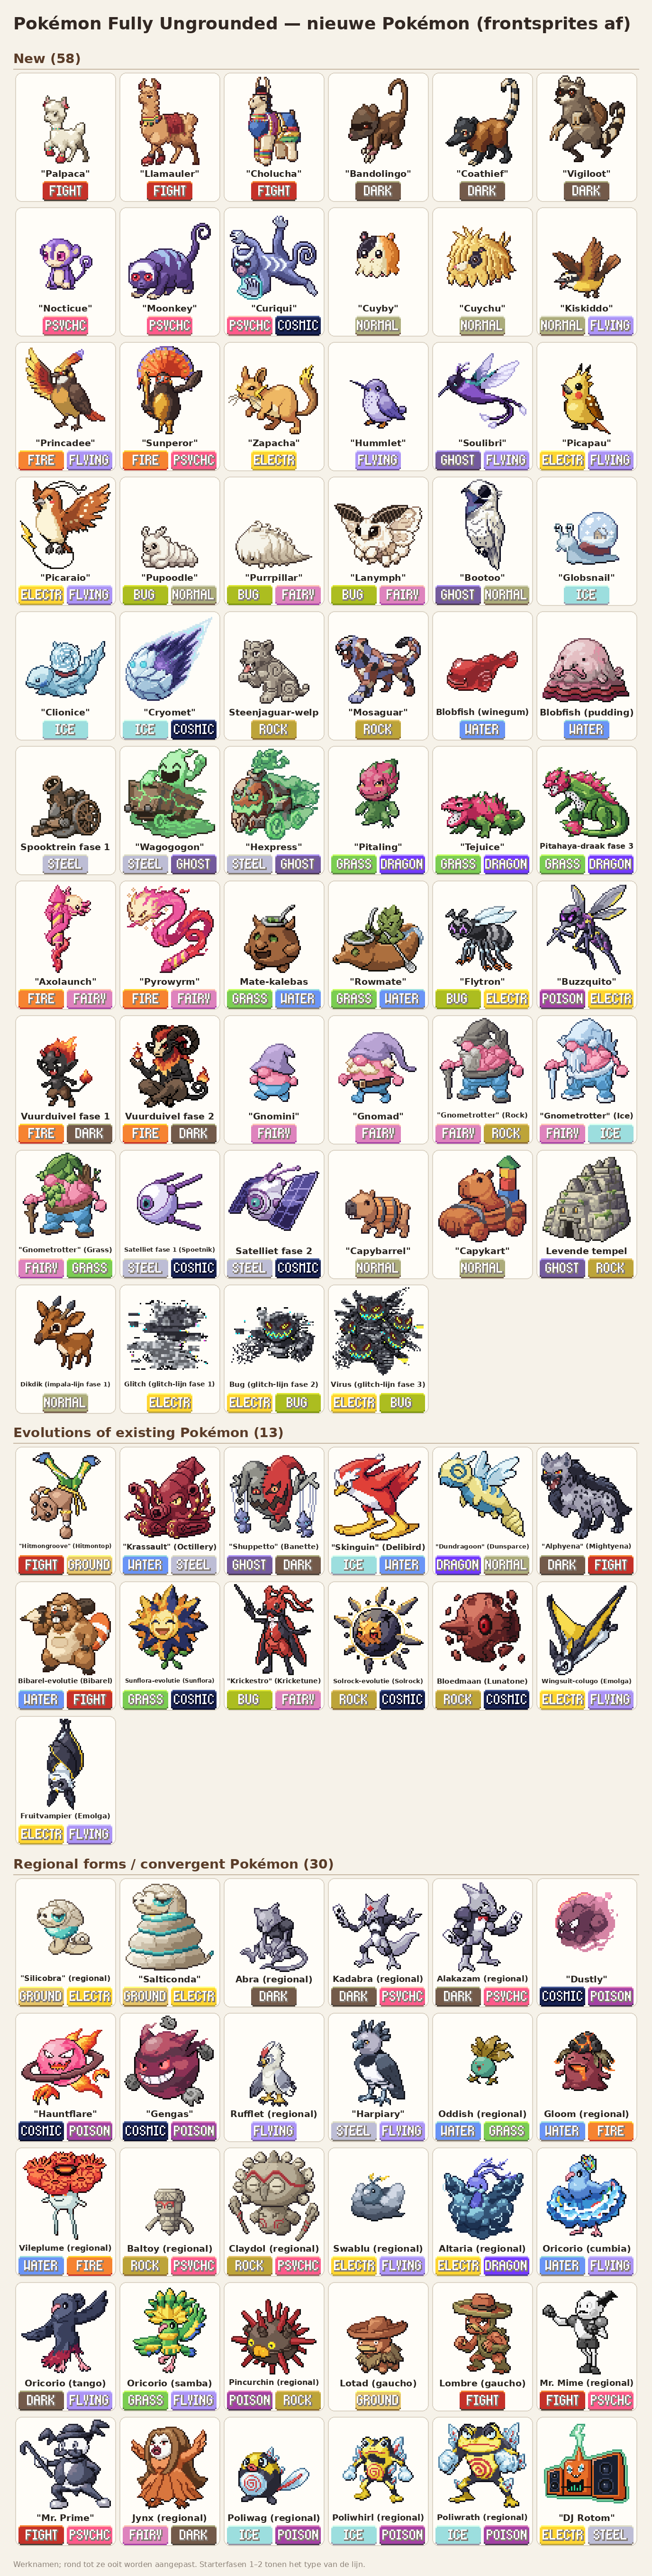 Pokémon Fully Ungrounded — nieuwe Pokémon (frontsprites af)
New (58)
"Palpaca" "Llamauler" "Cholucha" "Bandolingo" "Coathief" "Vigiloot"
FIGHT FIGHT FIGHT DARK DARK DARK
"Nocticue" "Moonkey" "Curiqui" "Cuyby" "Cuychu" "Kiskiddo"
PSYCHC PSYCHC PSYCHC COSMIC NORMAL NORMAL NORMAL FLYING
"Princadee" "Sunperor" "Zapacha" "Hummlet" "Soulibri" "Picapau"
FIRE FLYING FIRE PSYCHC ELECTR FLYING GHOST FLYING ELECTR FLYING
"Picaraio" "Pupoodle" "Purrpillar" "Lanymph" "Bootoo" "Globsnail"
ELECTR FLYING BUG NORMAL BUG FAIRY BUG FAIRY GHOST NORMAL ICE
"Clionice" "Cryomet" Steenjaguar-welp "Mosaguar" Blobfish (winegum) Blobfish (pudding)
ICE ICE COSMIC ROCK ROCK WATER WATER
Spooktrein fase 1 "Wagogogon" "Hexpress" "Pitaling" "Tejuice" Pitahaya-draak fase 3
STEEL STEEL GHOST STEEL GHOST GRASS DRAGON GRASS DRAGON GRASS DRAGON
"Axolaunch" "Pyrowyrm" Mate-kalebas "Rowmate" "Flytron" "Buzzquito"
FIRE FAIRY FIRE FAIRY GRASS WATER GRASS WATER BUG ELECTR POISON ELECTR
Vuurduivel fase 1 Vuurduivel fase 2 "Gnomini" "Gnomad" "Gnometrotter" (Rock) "Gnometrotter" (Ice)
FIRE DARK FIRE DARK FAIRY FAIRY FAIRY ROCK FAIRY ICE
"Gnometrotter" (Grass) Satelliet fase 1 (Spoetnik) Satelliet fase 2 "Capybarrel" "Capykart" Levende tempel
FAIRY GRASS STEEL COSMIC STEEL COSMIC NORMAL NORMAL GHOST ROCK
Dikdik (impala-lijn fase 1) Glitch (glitch-lijn fase 1) Bug (glitch-lijn fase 2) Virus (glitch-lijn fase 3)
NORMAL ELECTR ELECTR BUG ELECTR BUG
Evolutions of existing Pokémon (13)
"Hitmongroove" (Hitmontop) "Krassault" (Octillery) "Shuppetto" (Banette) "Skinguin" (Delibird) "Dundragoon" (Dunsparce) "Alphyena" (Mightyena)
FIGHT GROUND WATER STEEL GHOST DARK ICE WATER DRAGON NORMAL DARK FIGHT
Bibarel-evolutie (Bibarel) Sunflora-evolutie (Sunflora) "Krickestro" (Kricketune) Solrock-evolutie (Solrock) Bloedmaan (Lunatone) Wingsuit-colugo (Emolga)
WATER FIGHT GRASS COSMIC BUG FAIRY ROCK COSMIC ROCK COSMIC ELECTR FLYING
Fruitvampier (Emolga)
ELECTR FLYING
Regional forms / convergent Pokémon (30)
"Silicobra" (regional) "Salticonda" Abra (regional) Kadabra (regional) Alakazam (regional) "Dustly"
GROUND ELECTR GROUND ELECTR DARK DARK PSYCHC DARK PSYCHC COSMIC POISON
"Hauntflare" "Gengas" Rufflet (regional) "Harpiary" Oddish (regional) Gloom (regional)
COSMIC POISON COSMIC POISON FLYING STEEL FLYING WATER GRASS WATER FIRE
Vileplume (regional) Baltoy (regional) Claydol (regional) Swablu (regional) Altaria (regional) Oricorio (cumbia)
WATER FIRE ROCK PSYCHC ROCK PSYCHC ELECTR FLYING ELECTR DRAGON WATER FLYING
Oricorio (tango) Oricorio (samba) Pincurchin (regional) Lotad (gaucho) Lombre (gaucho) Mr. Mime (regional)
DARK FLYING GRASS FLYING POISON ROCK GROUND FIGHT FIGHT PSYCHC
"Mr. Prime" Jynx (regional) Poliwag (regional) Poliwhirl (regional) Poliwrath (regional) "DJ Rotom"
FIGHT PSYCHC FAIRY DARK ICE POISON ICE POISON ICE POISON ELECTR STEEL
Werknamen; rond tot ze ooit worden aangepast. Starterfasen 1–2 tonen het type van de lijn.